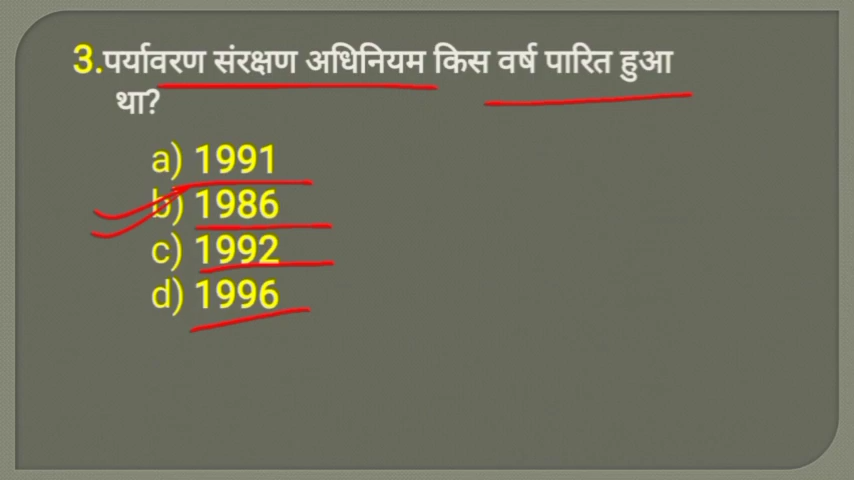 3.पर्यावरण संरक्षण अधिनियम किस वर्ष पारित हुआ
था?
a) 1991
b) 1986
c) 1992
d) 1996